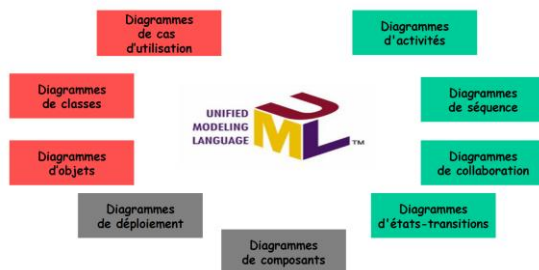 Diagrammes
de cas
d'utilisation
Diagrammes
d'activités
Diagrammes
de classes
UNIFIED
MODELING
LANGUAGE
UML
TM
Diagrammes
de séquence
Diagrammes
d'objets
Diagrammes
de collaboration
Diagrammes
de déploiement
Diagrammes
d'états-transitions
Diagrammes
de composants